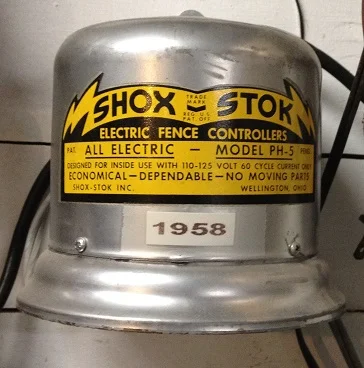 SHOX STOK
TRADE
MARK
REG. U.S.
PAT. OFF.
ELECTRIC FENCE CONTROLLERS
PAT. ALL ELECTRIC — MODEL PH-5 PEND.
DESIGNED FOR INSIDE USE WITH 110-125 VOLT 60 CYCLE CURRENT ONLY
ECONOMICAL—DEPENDABLE—NO MOVING PARTS
SHOX-STOK INC. WELLINGTON, OHIO
1958